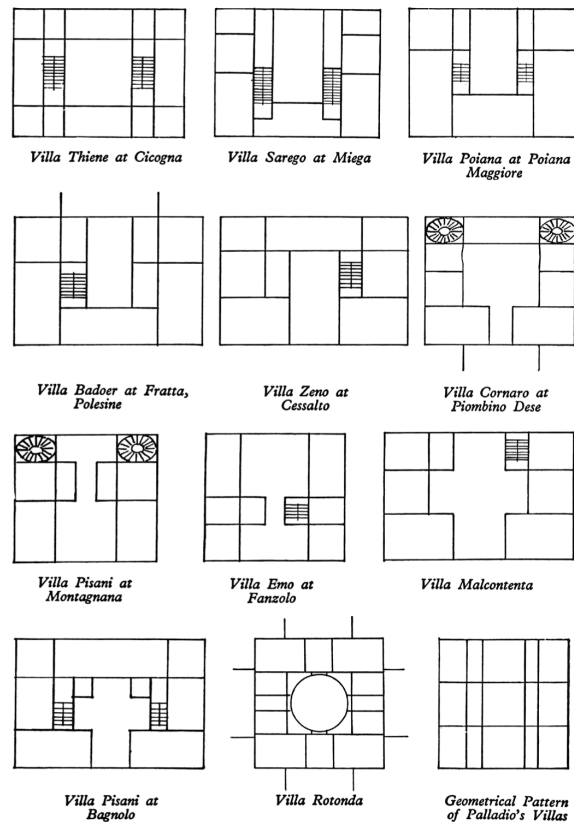 Villa Thiene at Cicogna
Villa Sarego at Miega
Villa Poiana at Poiana
Maggiore
Villa Badoer at Fratta,
Polesine
Villa Zeno at
Cessalto
Villa Cornaro at
Piombino Dese
Villa Pisani at
Montagnana
Villa Emo at
Fanzolo
Villa Malcontenta
Villa Pisani at
Bagnolo
Villa Rotonda
Geometrical Pattern
of Palladio's Villas